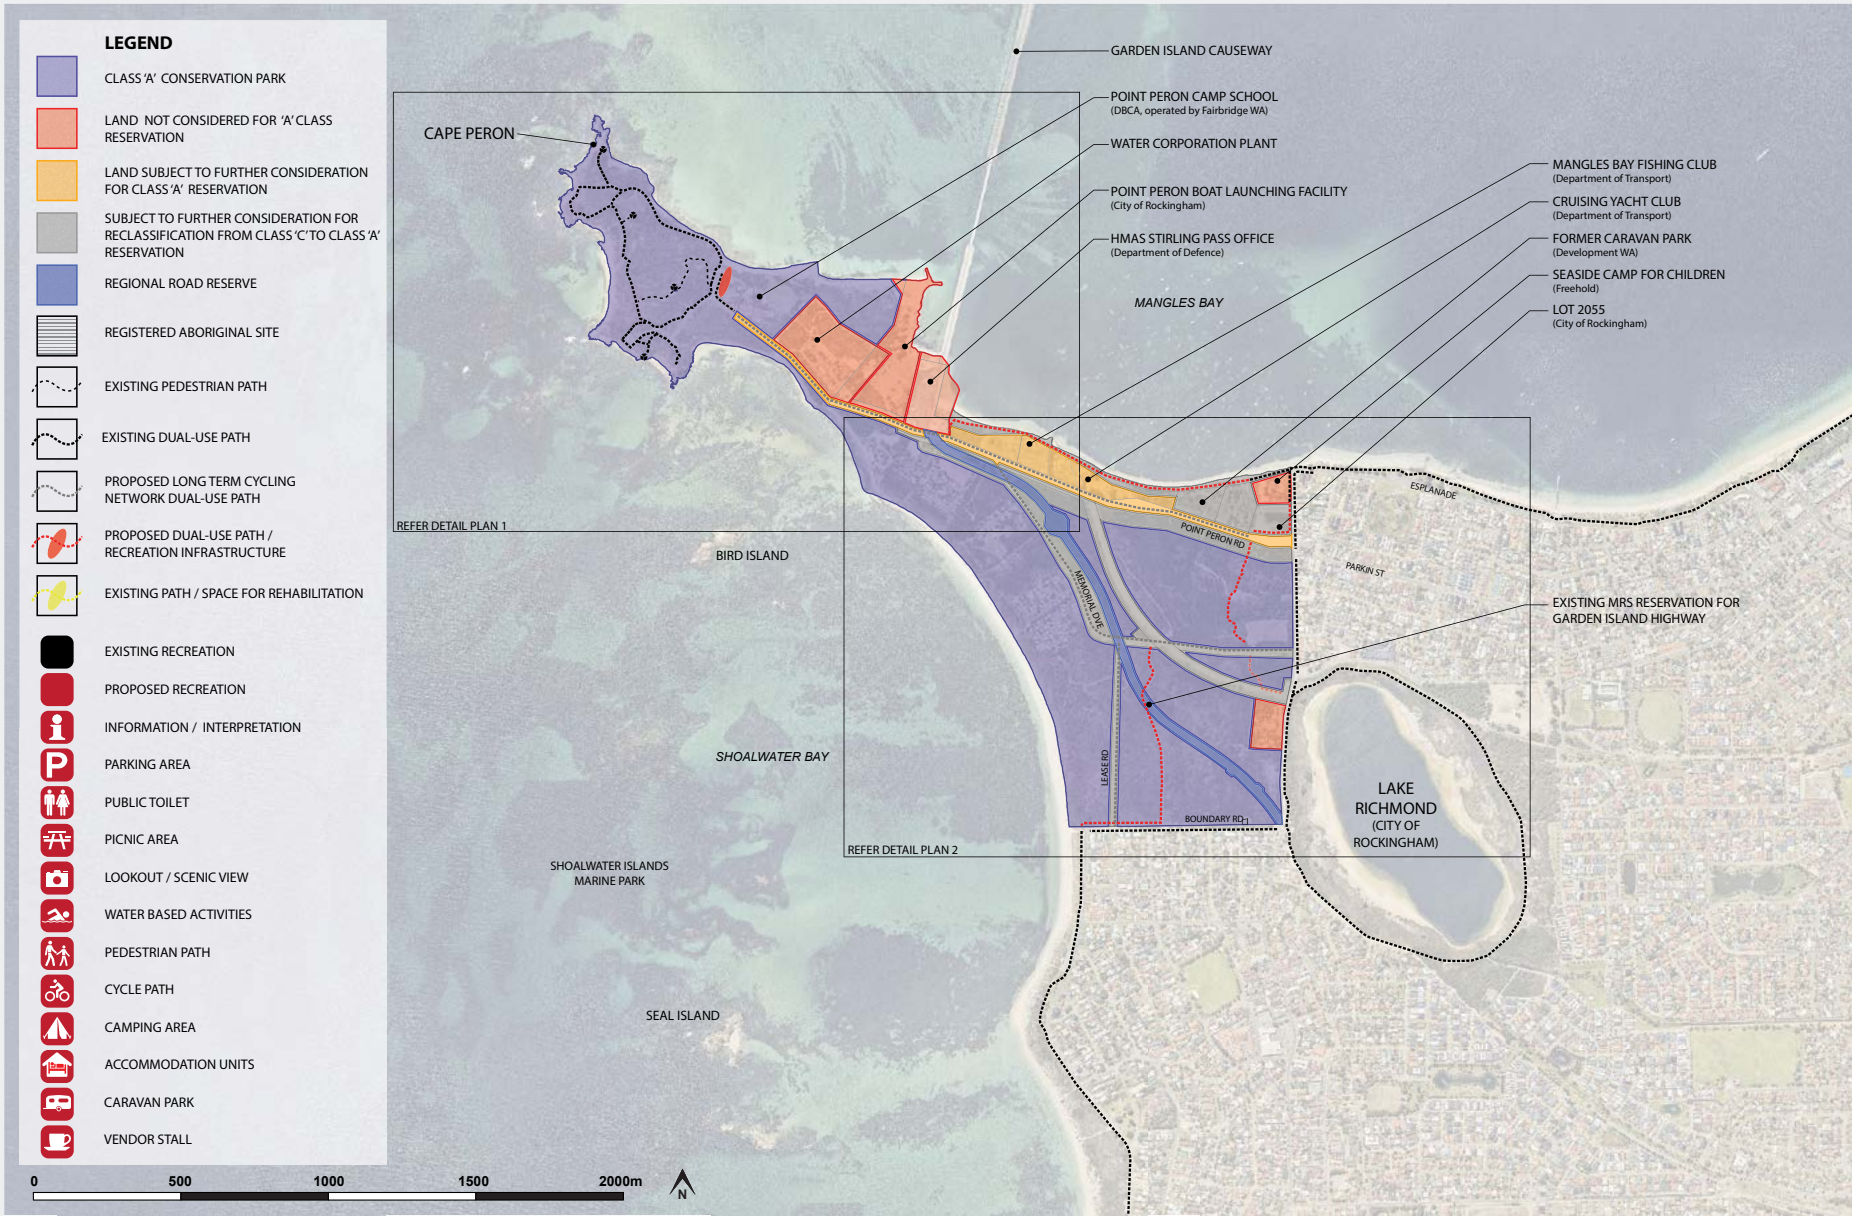 LEGEND
CLASS ‘A’ CONSERVATION PARK
LAND NOT CONSIDERED FOR ‘A’ CLASS
RESERVATION
LAND SUBJECT TO FURTHER CONSIDERATION
FOR CLASS ‘A’ RESERVATION
SUBJECT TO FURTHER CONSIDERATION FOR
RECLASSIFICATION FROM CLASS ‘C’ TO CLASS ‘A’
RESERVATION
REGIONAL ROAD RESERVE
REGISTERED ABORIGINAL SITE
EXISTING PEDESTRIAN PATH
EXISTING DUAL-USE PATH
PROPOSED LONG TERM CYCLING
NETWORK DUAL-USE PATH
PROPOSED DUAL-USE PATH /
RECREATION INFRASTRUCTURE
EXISTING PATH / SPACE FOR REHABILITATION
EXISTING RECREATION
PROPOSED RECREATION
INFORMATION / INTERPRETATION
P
PARKING AREA
PUBLIC TOILET
PICNIC AREA
LOOKOUT / SCENIC VIEW
WATER BASED ACTIVITIES
PEDESTRIAN PATH
CYCLE PATH
CAMPING AREA
ACCOMMODATION UNITS
CARAVAN PARK
VENDOR STALL
0 500 1000 1500 2000m
N
CAPE PERON
GARDEN ISLAND CAUSEWAY
POINT PERON CAMP SCHOOL
(DBCA, operated by Fairbridge WA)
WATER CORPORATION PLANT
POINT PERON BOAT LAUNCHING FACILITY
(City of Rockingham)
HMAS STIRLING PASS OFFICE
(Department of Defence)
MANGLES BAY
MANGLES BAY FISHING CLUB
(Department of Transport)
CRUISING YACHT CLUB
(Department of Transport)
FORMER CARAVAN PARK
(Development WA)
SEASIDE CAMP FOR CHILDREN
(Freehold)
LOT 2055
(City of Rockingham)
ESPLANADE
POINT PERON RD
PARKIN ST
REFER DETAIL PLAN 1
BIRD ISLAND
MEMORIAL DVE
EXISTING MRS RESERVATION FOR
GARDEN ISLAND HIGHWAY
SHOALWATER BAY
LEASE RD
BOUNDARY RD
LAKE
RICHMOND
(CITY OF
ROCKINGHAM)
REFER DETAIL PLAN 2
SHOALWATER ISLANDS
MARINE PARK
SEAL ISLAND